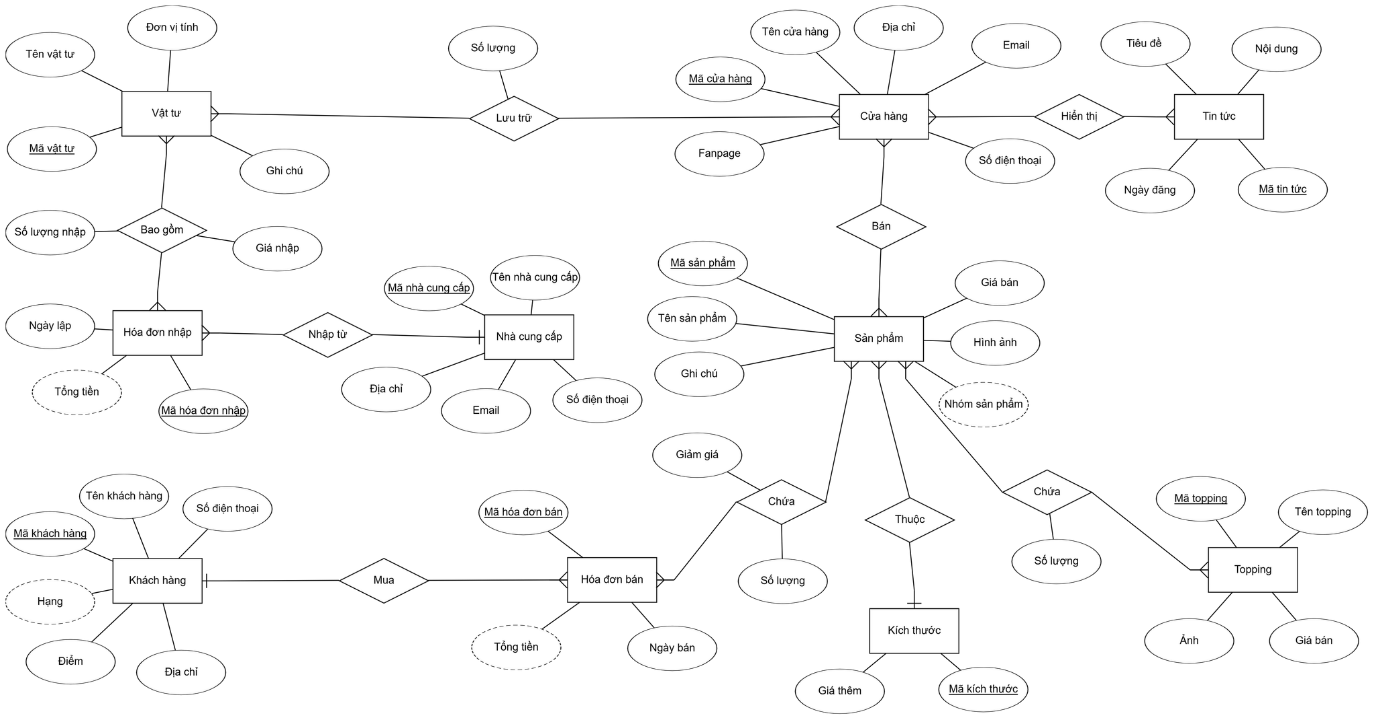 Đơn vị tính
Tên vật tư
Vật tư
Mã vật tư
Ghi chú
Số lượng
Lưu trữ
Tên cửa hàng
Địa chỉ
Email
Mã cửa hàng
Cửa hàng
Fanpage
Số điện thoại
Hiển thị
Tiêu đề
Nội dung
Tin tức
Ngày đăng
Mã tin tức
Số lượng nhập
Bao gồm
Giá nhập
Bán
Ngày lập
Hóa đơn nhập
Tổng tiền
Mã hóa đơn nhập
Nhập từ
Mã nhà cung cấp
Tên nhà cung cấp
Nhà cung cấp
Địa chỉ
Email
Số điện thoại
Mã sản phẩm
Giá bán
Tên sản phẩm
Sản phẩm
Hình ảnh
Ghi chú
Nhóm sản phẩm
Tên khách hàng
Số điện thoại
Mã khách hàng
Khách hàng
Hạng
Điểm
Địa chỉ
Mua
Mã hóa đơn bán
Hóa đơn bán
Tổng tiền
Ngày bán
Giảm giá
Chứa
Số lượng
Thuộc
Kích thước
Giá thêm
Mã kích thước
Chứa
Số lượng
Mã topping
Tên topping
Topping
Ảnh
Giá bán